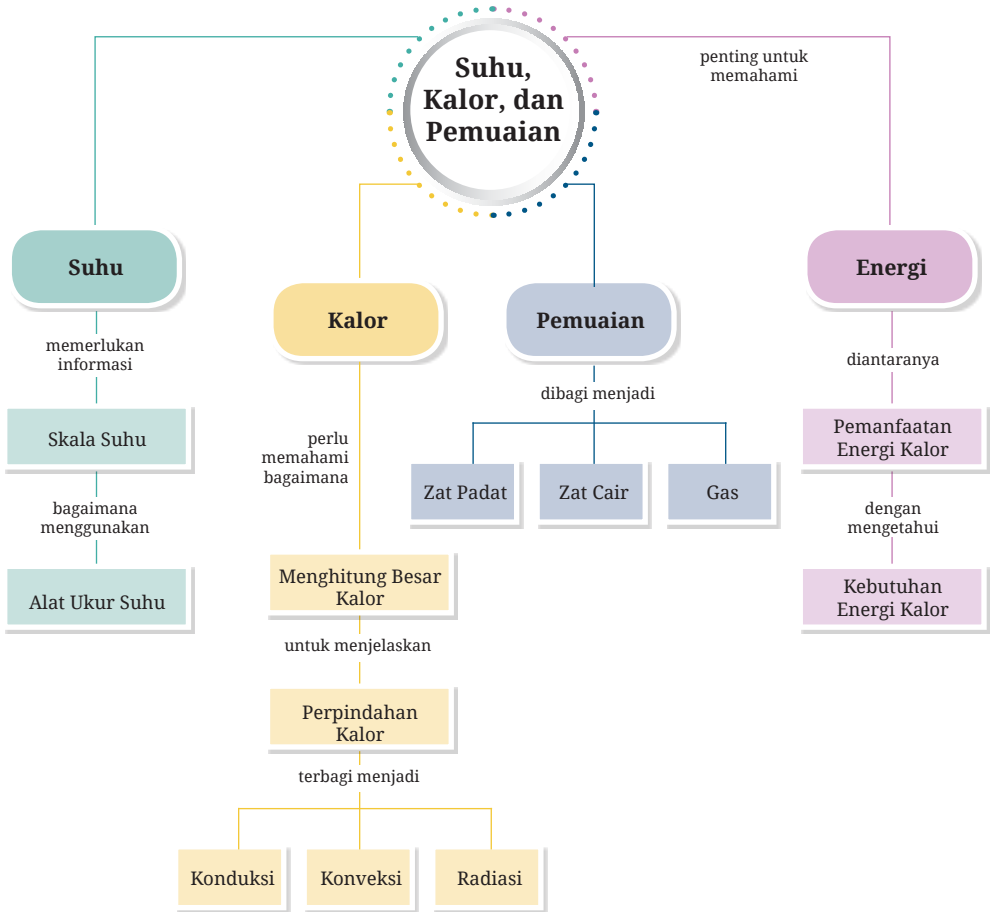 Suhu,
Kalor, dan
Pemuaian
penting untuk
memahami
Suhu
memerlukan
informasi
Skala Suhu
bagaimana
menggunakan
Alat Ukur Suhu
Kalor
perlu
memahami
bagaimana
Menghitung Besar
Kalor
untuk menjelaskan
Perpindahan
Kalor
terbagi menjadi
Konduksi
Konveksi
Radiasi
Pemuaian
dibagi menjadi
Zat Padat
Zat Cair
Gas
Energi
diantaranya
Pemanfaatan
Energi Kalor
dengan
mengetahui
Kebutuhan
Energi Kalor